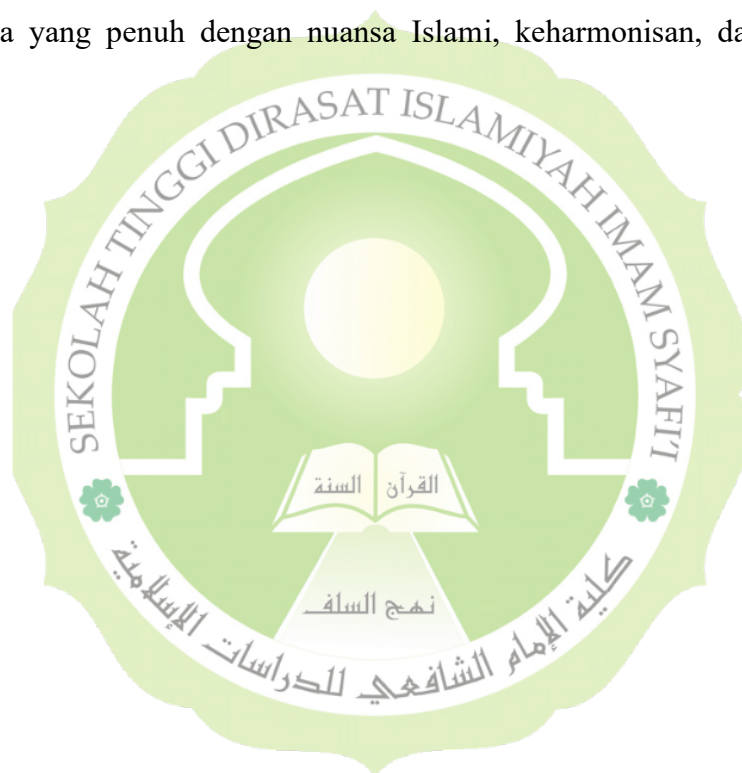 a yang penuh dengan nuansa Islami, keharmonisan, da
SEKOLAH TINGGI DIRASAT ISLAMIYAH IMAM SYAFI'I
القرآن
السنة
نهج السلف
كلية الإمام الشافعي للدراسات الإسلامية